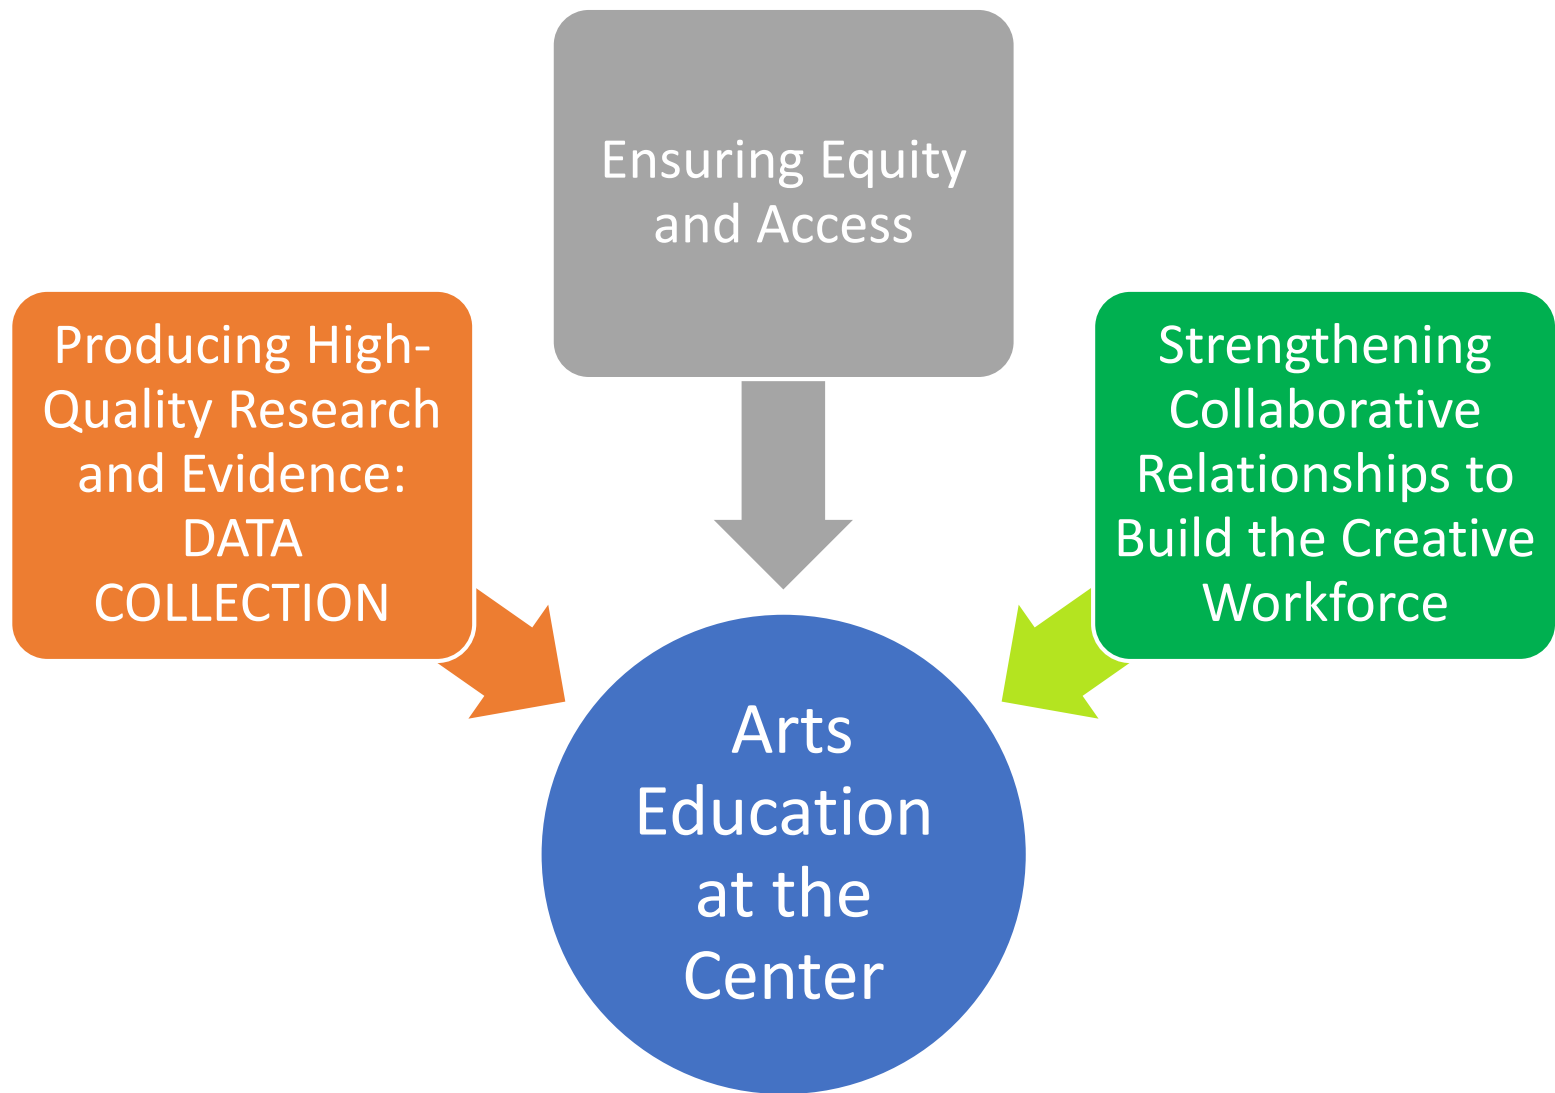 Ensuring Equity
and Access
Producing High-
Quality Research
and Evidence:
DATA
COLLECTION
Strengthening
Collaborative
Relationships to
Build the Creative
Workforce
Arts
Education
at the
Center